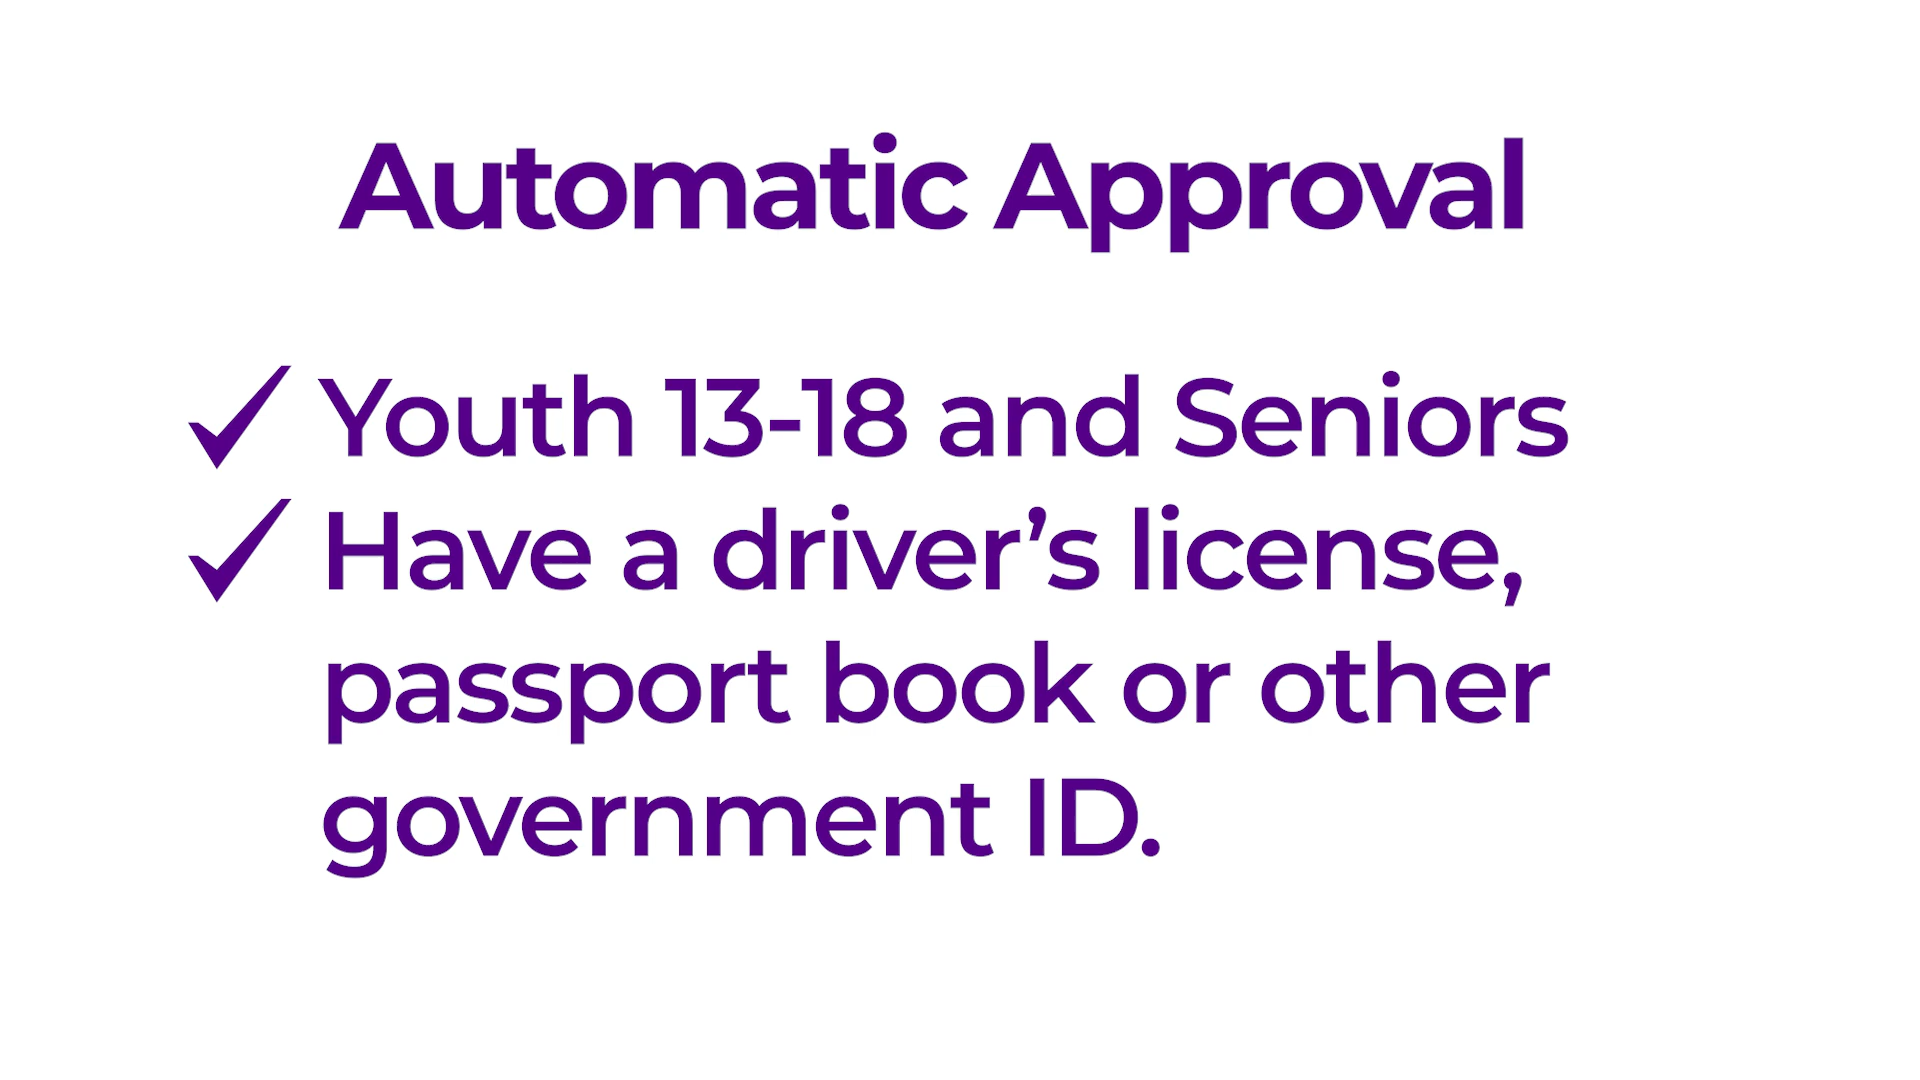 Automatic Approval
✓ Youth 13-18 and Seniors
✓ Have a driver’s license,
passport book or other
government ID.